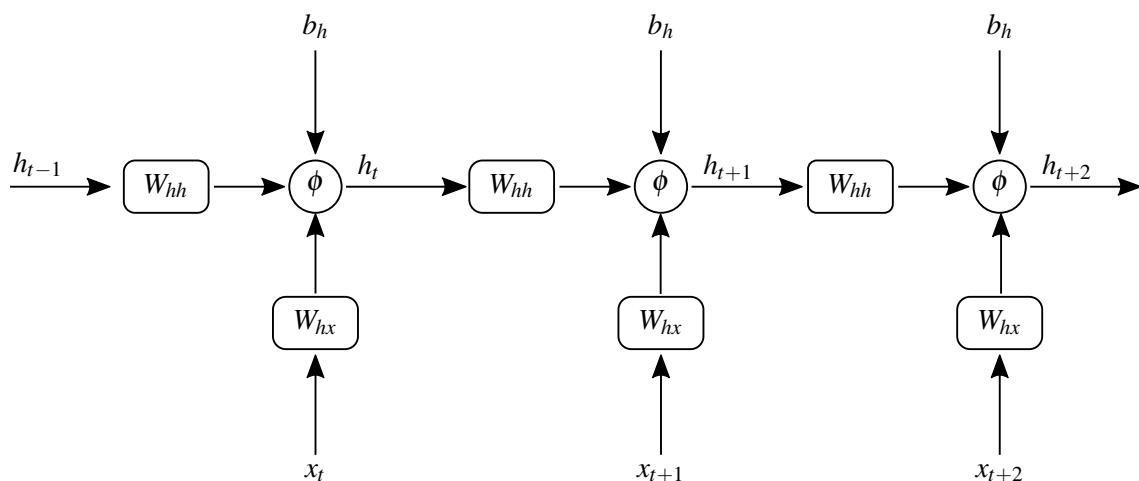 b_h b_h b_h
h_{t−1} W_{hh} ϕ h_t W_{hh} ϕ h_{t+1} W_{hh} ϕ h_{t+2}
W_{hx} W_{hx} W_{hx}
x_t x_{t+1} x_{t+2}